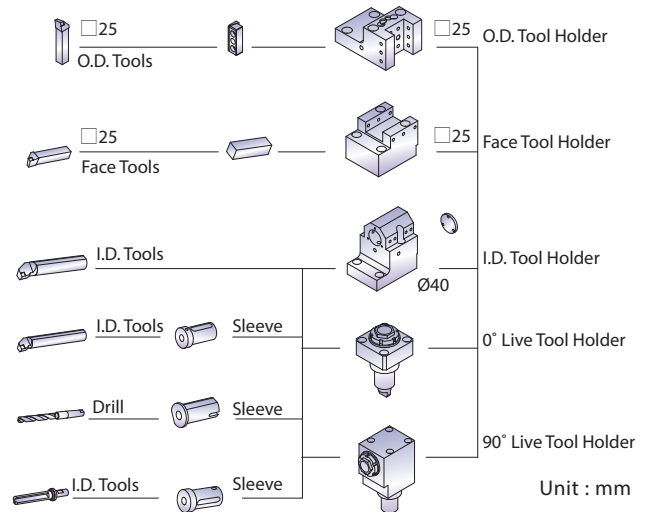 □25
□25
O.D. Tool Holder
O.D. Tools
□25
□25
Face Tool Holder
Face Tools
I.D. Tools
I.D. Tool Holder
Ø40
I.D. Tools
Sleeve
0˚ Live Tool Holder
Drill
Sleeve
90˚ Live Tool Holder
I.D. Tools
Sleeve
Unit : mm